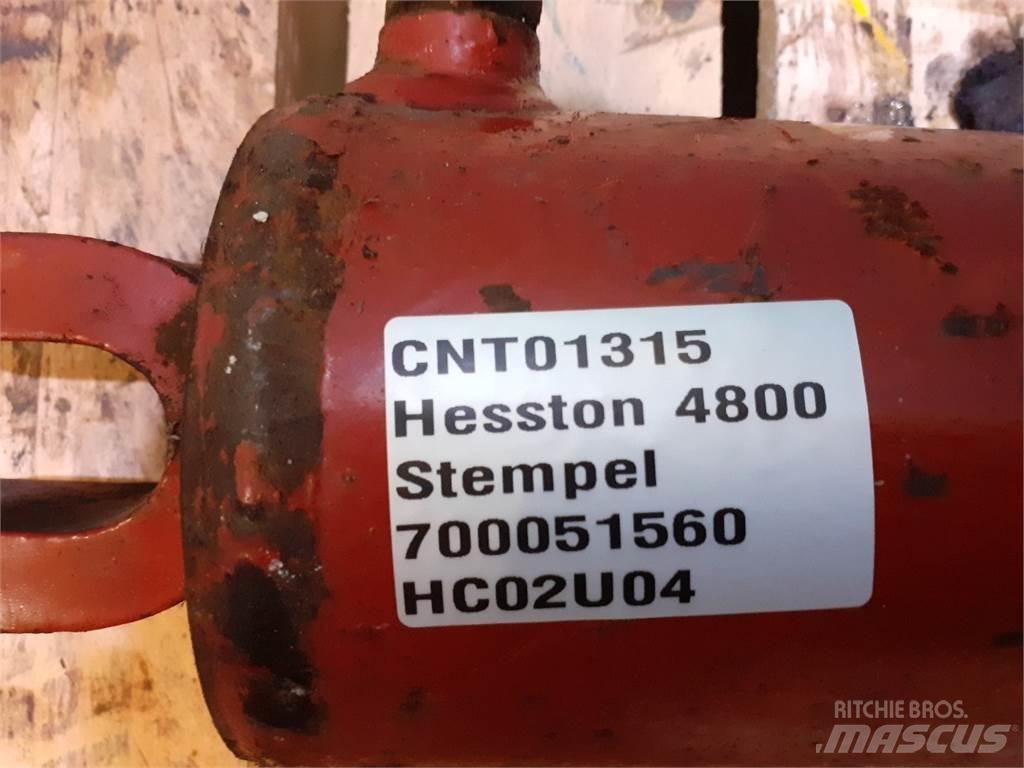 CNT01315
Hesston 4800
Stempel
700051560
HC02U04
RITCHIE BROS.
MASCUS